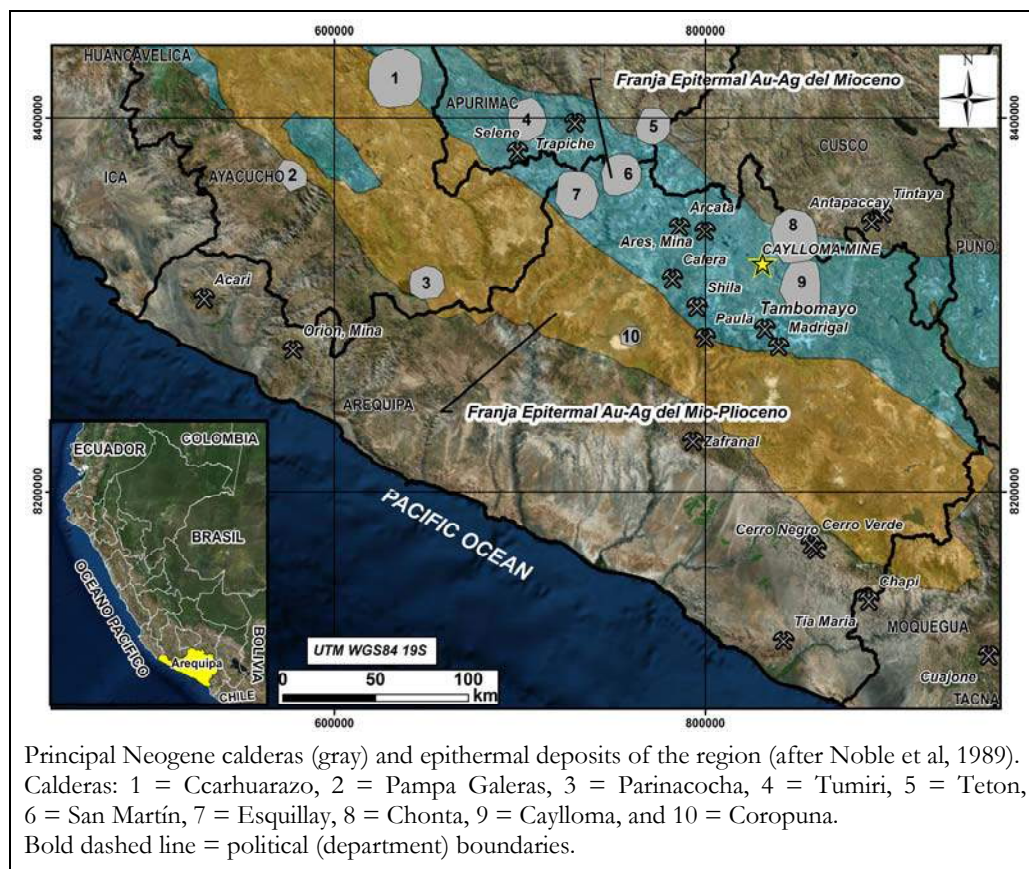 600000
800000
HUANCAVELICA
1
Franja Epitermal Au-Ag del Mioceno
8400000
APURIMAC
4
5
8400000
Selene
Trapiche
CUSCO
ICA
AYACUCHO
2
6
7
Tintaya
Antapaccay
Arcata
8
PUNO
Ares, Mina
CAYLLOMA MINE
Calera
3
9
Acari
Shila
Tambomayo
Orion, Mina
10
Paula
Madrigal
AREQUIPA
Franja Epitermal Au-Ag del Mio-Plioceno
Zafranal
8200000
8200000
PACIFIC OCEAN
Cerro Negro
Cerro Verde
Chapi
MOQUEGUA
Tia Maria
Cuajone
TACNA
COLOMBIA
ECUADOR
BRASÍL
OCEANO PACIFICO
BOLIVIA
Arequipa
CHILE
UTM WGS84 19S
0 50 100
km
600000
800000
Principal Neogene calderas (gray) and epithermal deposits of the region (after Noble et al, 1989).
Calderas: 1 = Ccarhuarazo, 2 = Pampa Galeras, 3 = Parinacocha, 4 = Tumiri, 5 = Teton,
6 = San Martín, 7 = Esquillay, 8 = Chonta, 9 = Caylloma, and 10 = Coropuna.
Bold dashed line = political (department) boundaries.